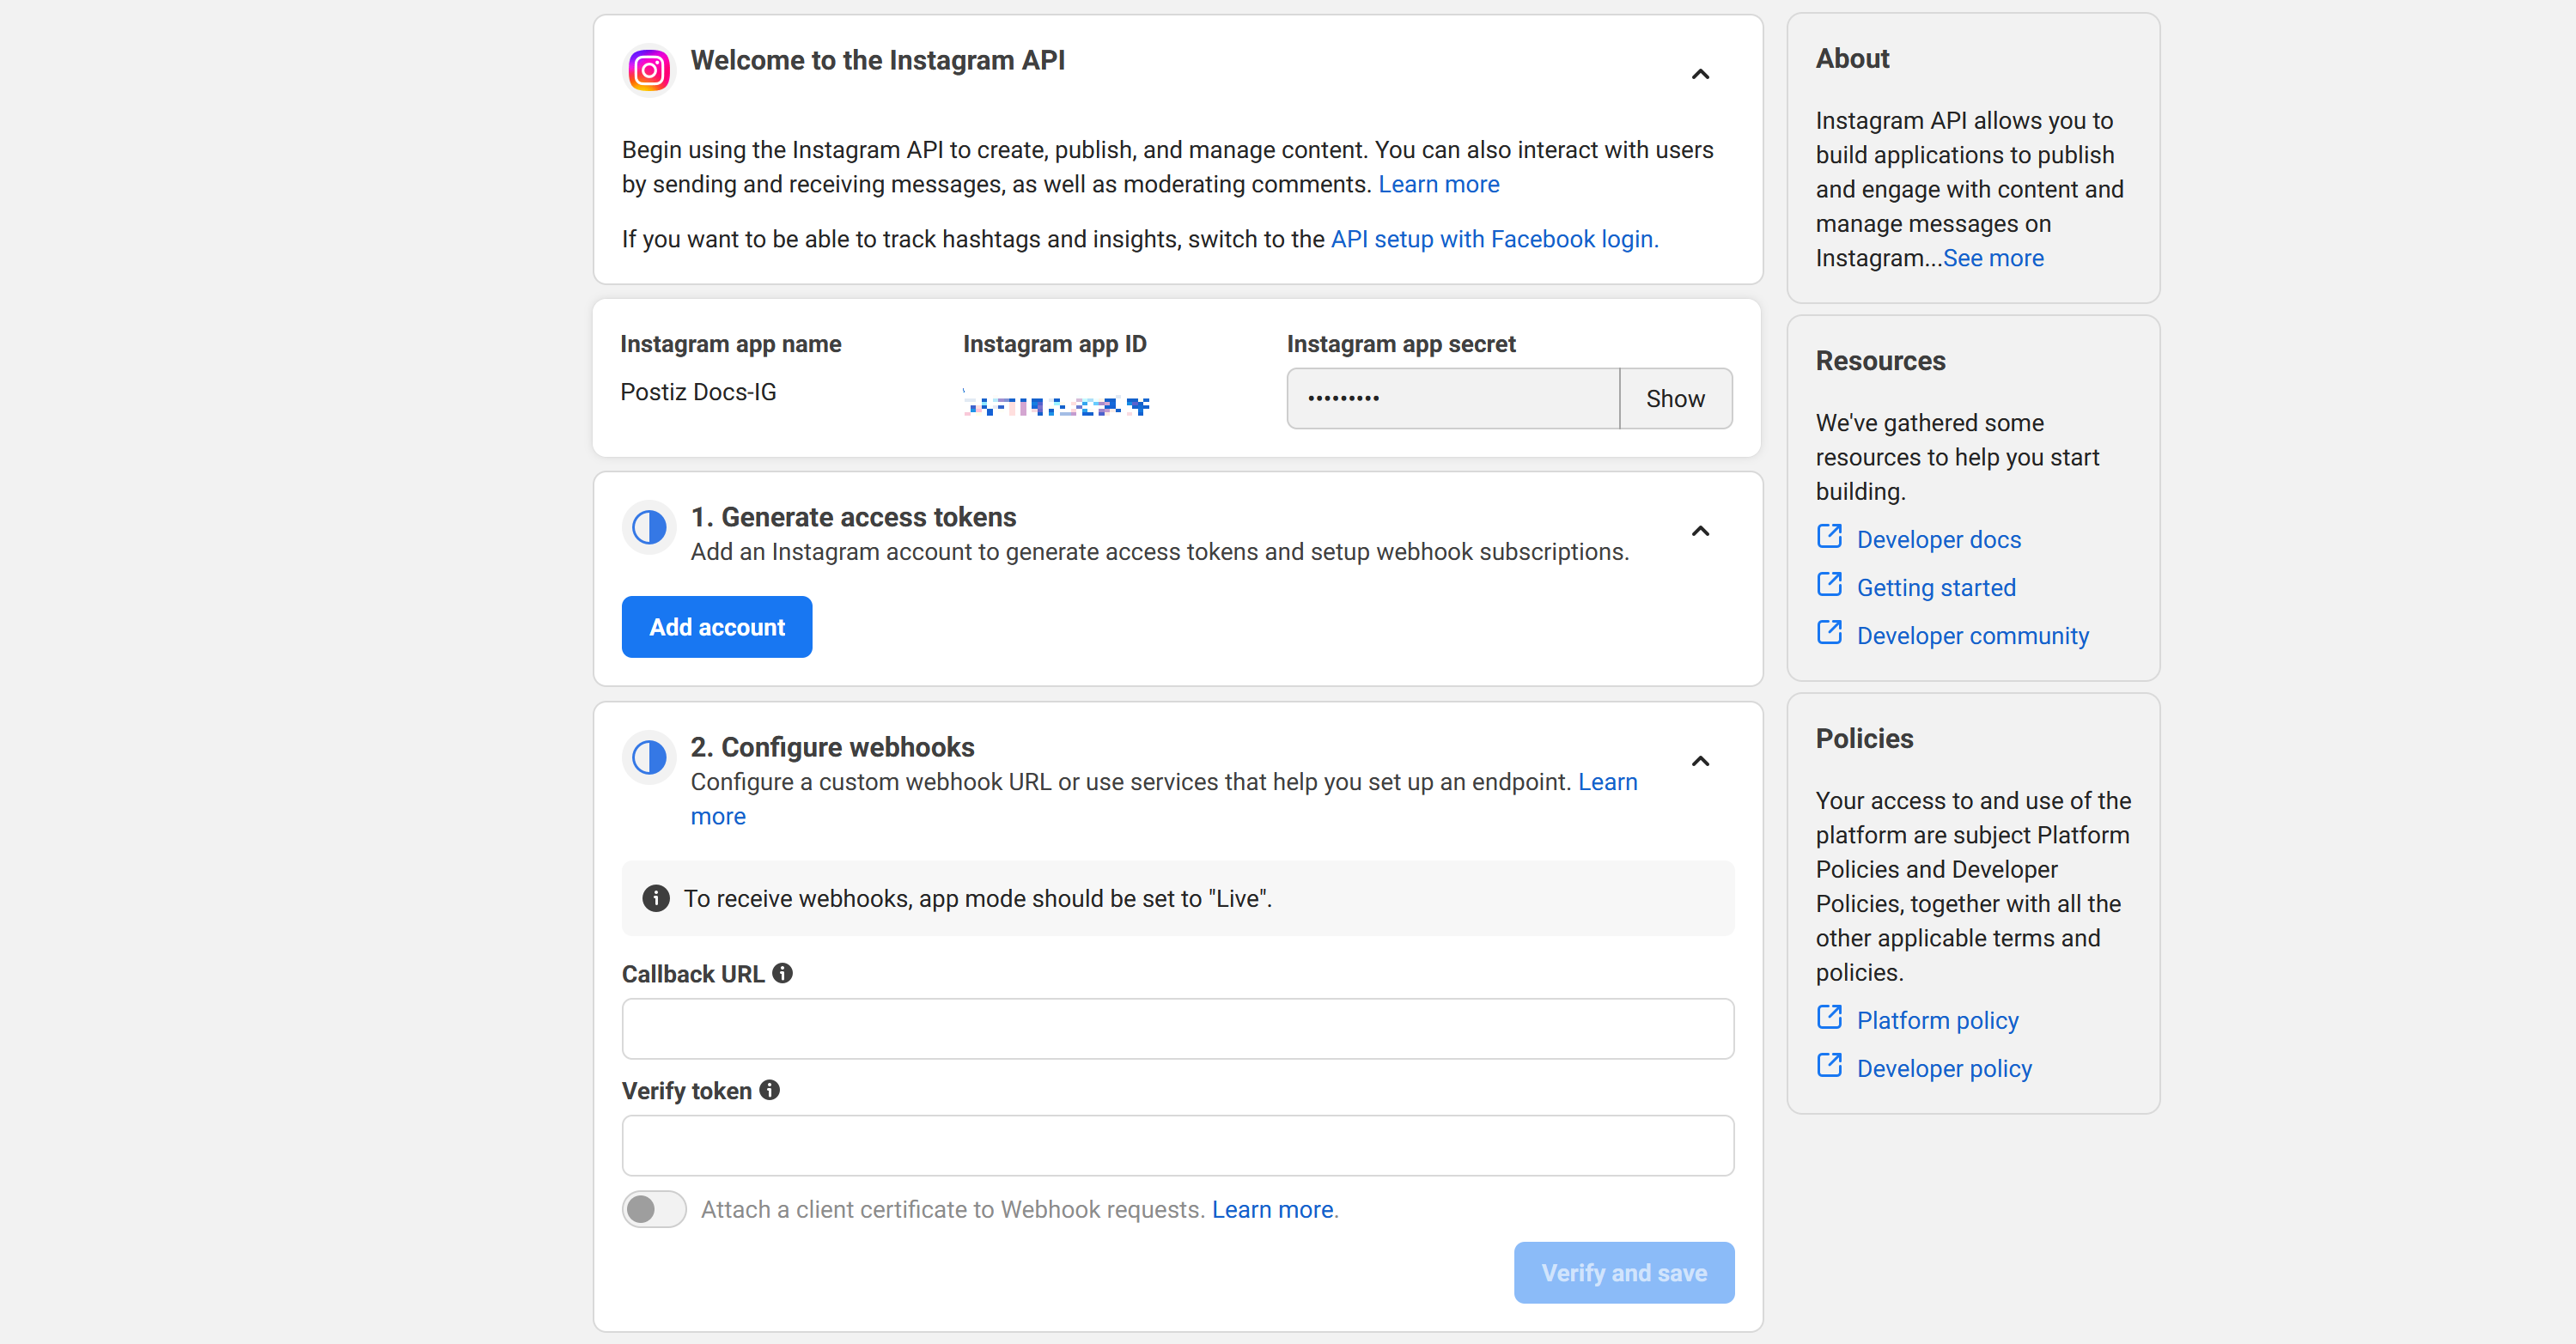 Welcome to the Instagram API
Begin using the Instagram API to create, publish, and manage content. You can also interact with users
by sending and receiving messages, as well as moderating comments. Learn more
If you want to be able to track hashtags and insights, switch to the API setup with Facebook login.
Instagram app name
Instagram app ID
Instagram app secret
Postiz Docs-IG
•••••••••
Show
1. Generate access tokens
Add an Instagram account to generate access tokens and setup webhook subscriptions.
Add account
2. Configure webhooks
Configure a custom webhook URL or use services that help you set up an endpoint. Learn
more
To receive webhooks, app mode should be set to "Live".
Callback URL
Verify token
Attach a client certificate to Webhook requests. Learn more.
Verify and save
About
Instagram API allows you to
build applications to publish
and engage with content and
manage messages on
Instagram...See more
Resources
We've gathered some
resources to help you start
building.
Developer docs
Getting started
Developer community
Policies
Your access to and use of the
platform are subject Platform
Policies and Developer
Policies, together with all the
other applicable terms and
policies.
Platform policy
Developer policy